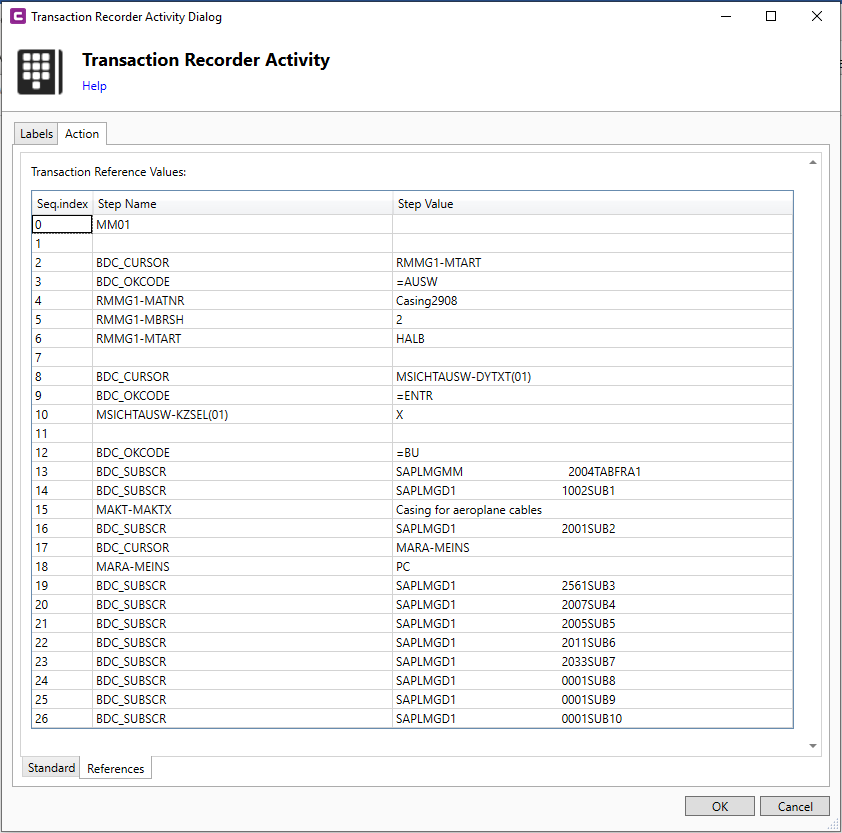 Transaction Recorder Activity Dialog
Transaction Recorder Activity
Help
Labels Action
Transaction Reference Values:
Seq.index Step Name Step Value
0 MM01
1
2 BDC_CURSOR RMMG1-MTART
3 BDC_OKCODE =AUSW
4 RMMG1-MATNR Casing2908
5 RMMG1-MBRSH 2
6 RMMG1-MTART HALB
7
8 BDC_CURSOR MSICHTAUSW-DYTXT(01)
9 BDC_OKCODE =ENTR
10 MSICHTAUSW-KZSEL(01) X
11
12 BDC_OKCODE =BU
13 BDC_SUBSCR SAPLMGMM 2004TABFRA1
14 BDC_SUBSCR SAPLMGD1 1002SUB1
15 MAKT-MAKTX Casing for aeroplane cables
16 BDC_SUBSCR SAPLMGD1 2001SUB2
17 BDC_CURSOR MARA-MEINS
18 MARA-MEINS PC
19 BDC_SUBSCR SAPLMGD1 2561SUB3
20 BDC_SUBSCR SAPLMGD1 2007SUB4
21 BDC_SUBSCR SAPLMGD1 2005SUB5
22 BDC_SUBSCR SAPLMGD1 2011SUB6
23 BDC_SUBSCR SAPLMGD1 2033SUB7
24 BDC_SUBSCR SAPLMGD1 0001SUB8
25 BDC_SUBSCR SAPLMGD1 0001SUB9
26 BDC_SUBSCR SAPLMGD1 0001SUB10
Standard References
OK Cancel